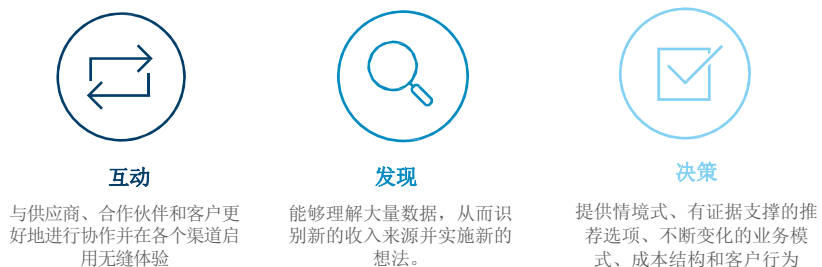 互动
与供应商、合作伙伴和客户更
好地进行协作并在各个渠道启
用无缝体验
发现
能够理解大量数据，从而识
别新的收入来源并实施新的
想法。
决策
提供情境式、有证据支撑的推
荐选项、不断变化的业务模
式、成本结构和客户行为